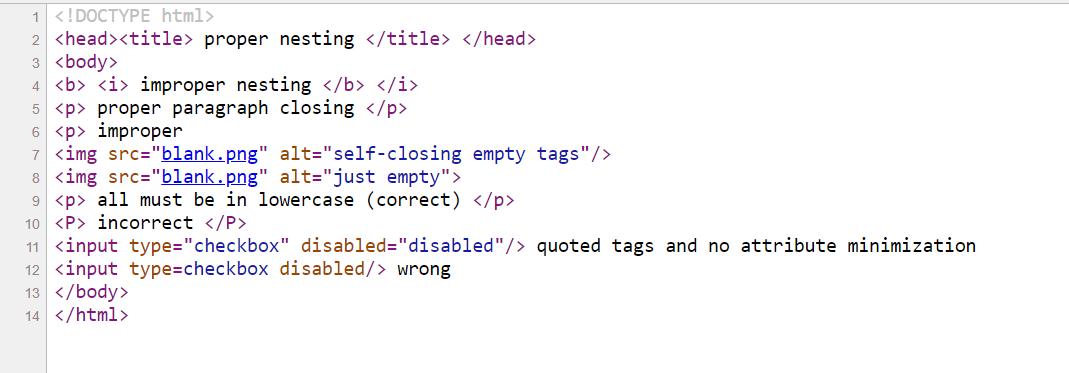 1 <!DOCTYPE html>
2 <head><title> proper nesting </title> </head>
3 <body>
4 <b> <i> improper nesting </b> </i>
5 <p> proper paragraph closing </p>
6 <p> improper
7 <img src="blank.png" alt="self-closing empty tags"/>
8 <img src="blank.png" alt="just empty">
9 <p> all must be in lowercase (correct) </p>
10 <P> incorrect </P>
11 <input type="checkbox" disabled="disabled"/> quoted tags and no attribute minimization
12 <input type=checkbox disabled/> wrong
13 </body>
14 </html>